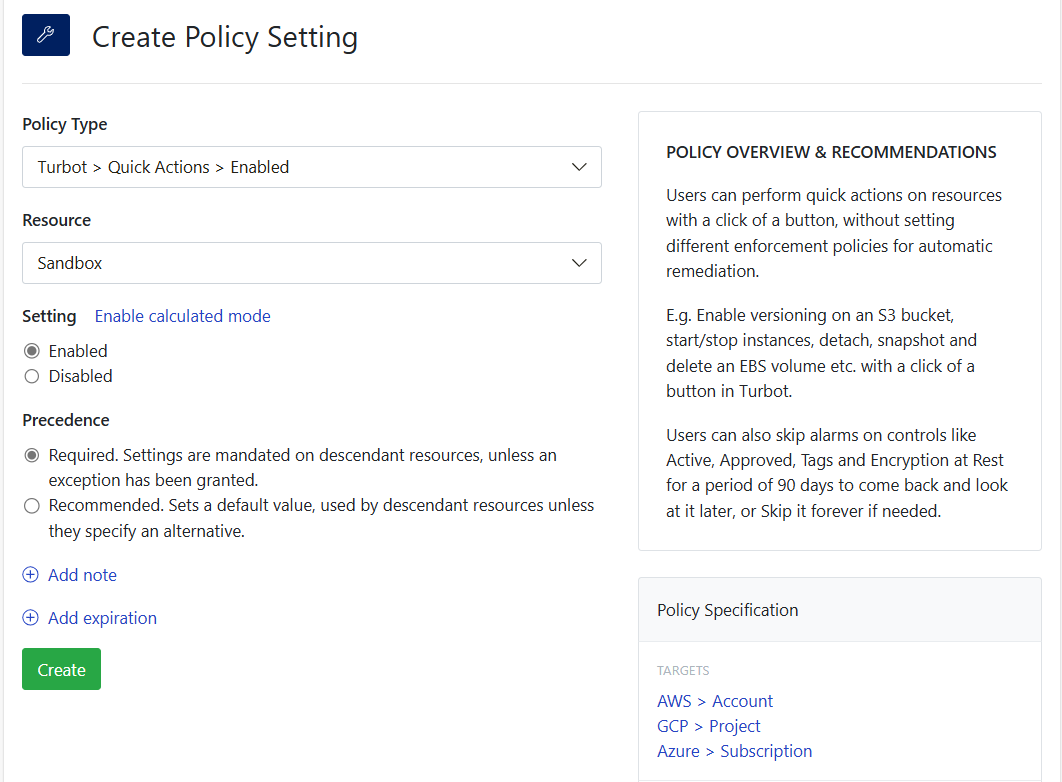 Create Policy Setting
Policy Type
Turbot > Quick Actions > Enabled
Resource
Sandbox
Setting Enable calculated mode
Enabled
Disabled
Precedence
Required. Settings are mandated on descendant resources, unless an
exception has been granted.
Recommended. Sets a default value, used by descendant resources unless
they specify an alternative.
Add note
Add expiration
Create
POLICY OVERVIEW & RECOMMENDATIONS
Users can perform quick actions on resources
with a click of a button, without setting
different enforcement policies for automatic
remediation.
E.g. Enable versioning on an S3 bucket,
start/stop instances, detach, snapshot and
delete an EBS volume etc. with a click of a
button in Turbot.
Users can also skip alarms on controls like
Active, Approved, Tags and Encryption at Rest
for a period of 90 days to come back and look
at it later, or Skip it forever if needed.
Policy Specification
TARGETS
AWS > Account
GCP > Project
Azure > Subscription